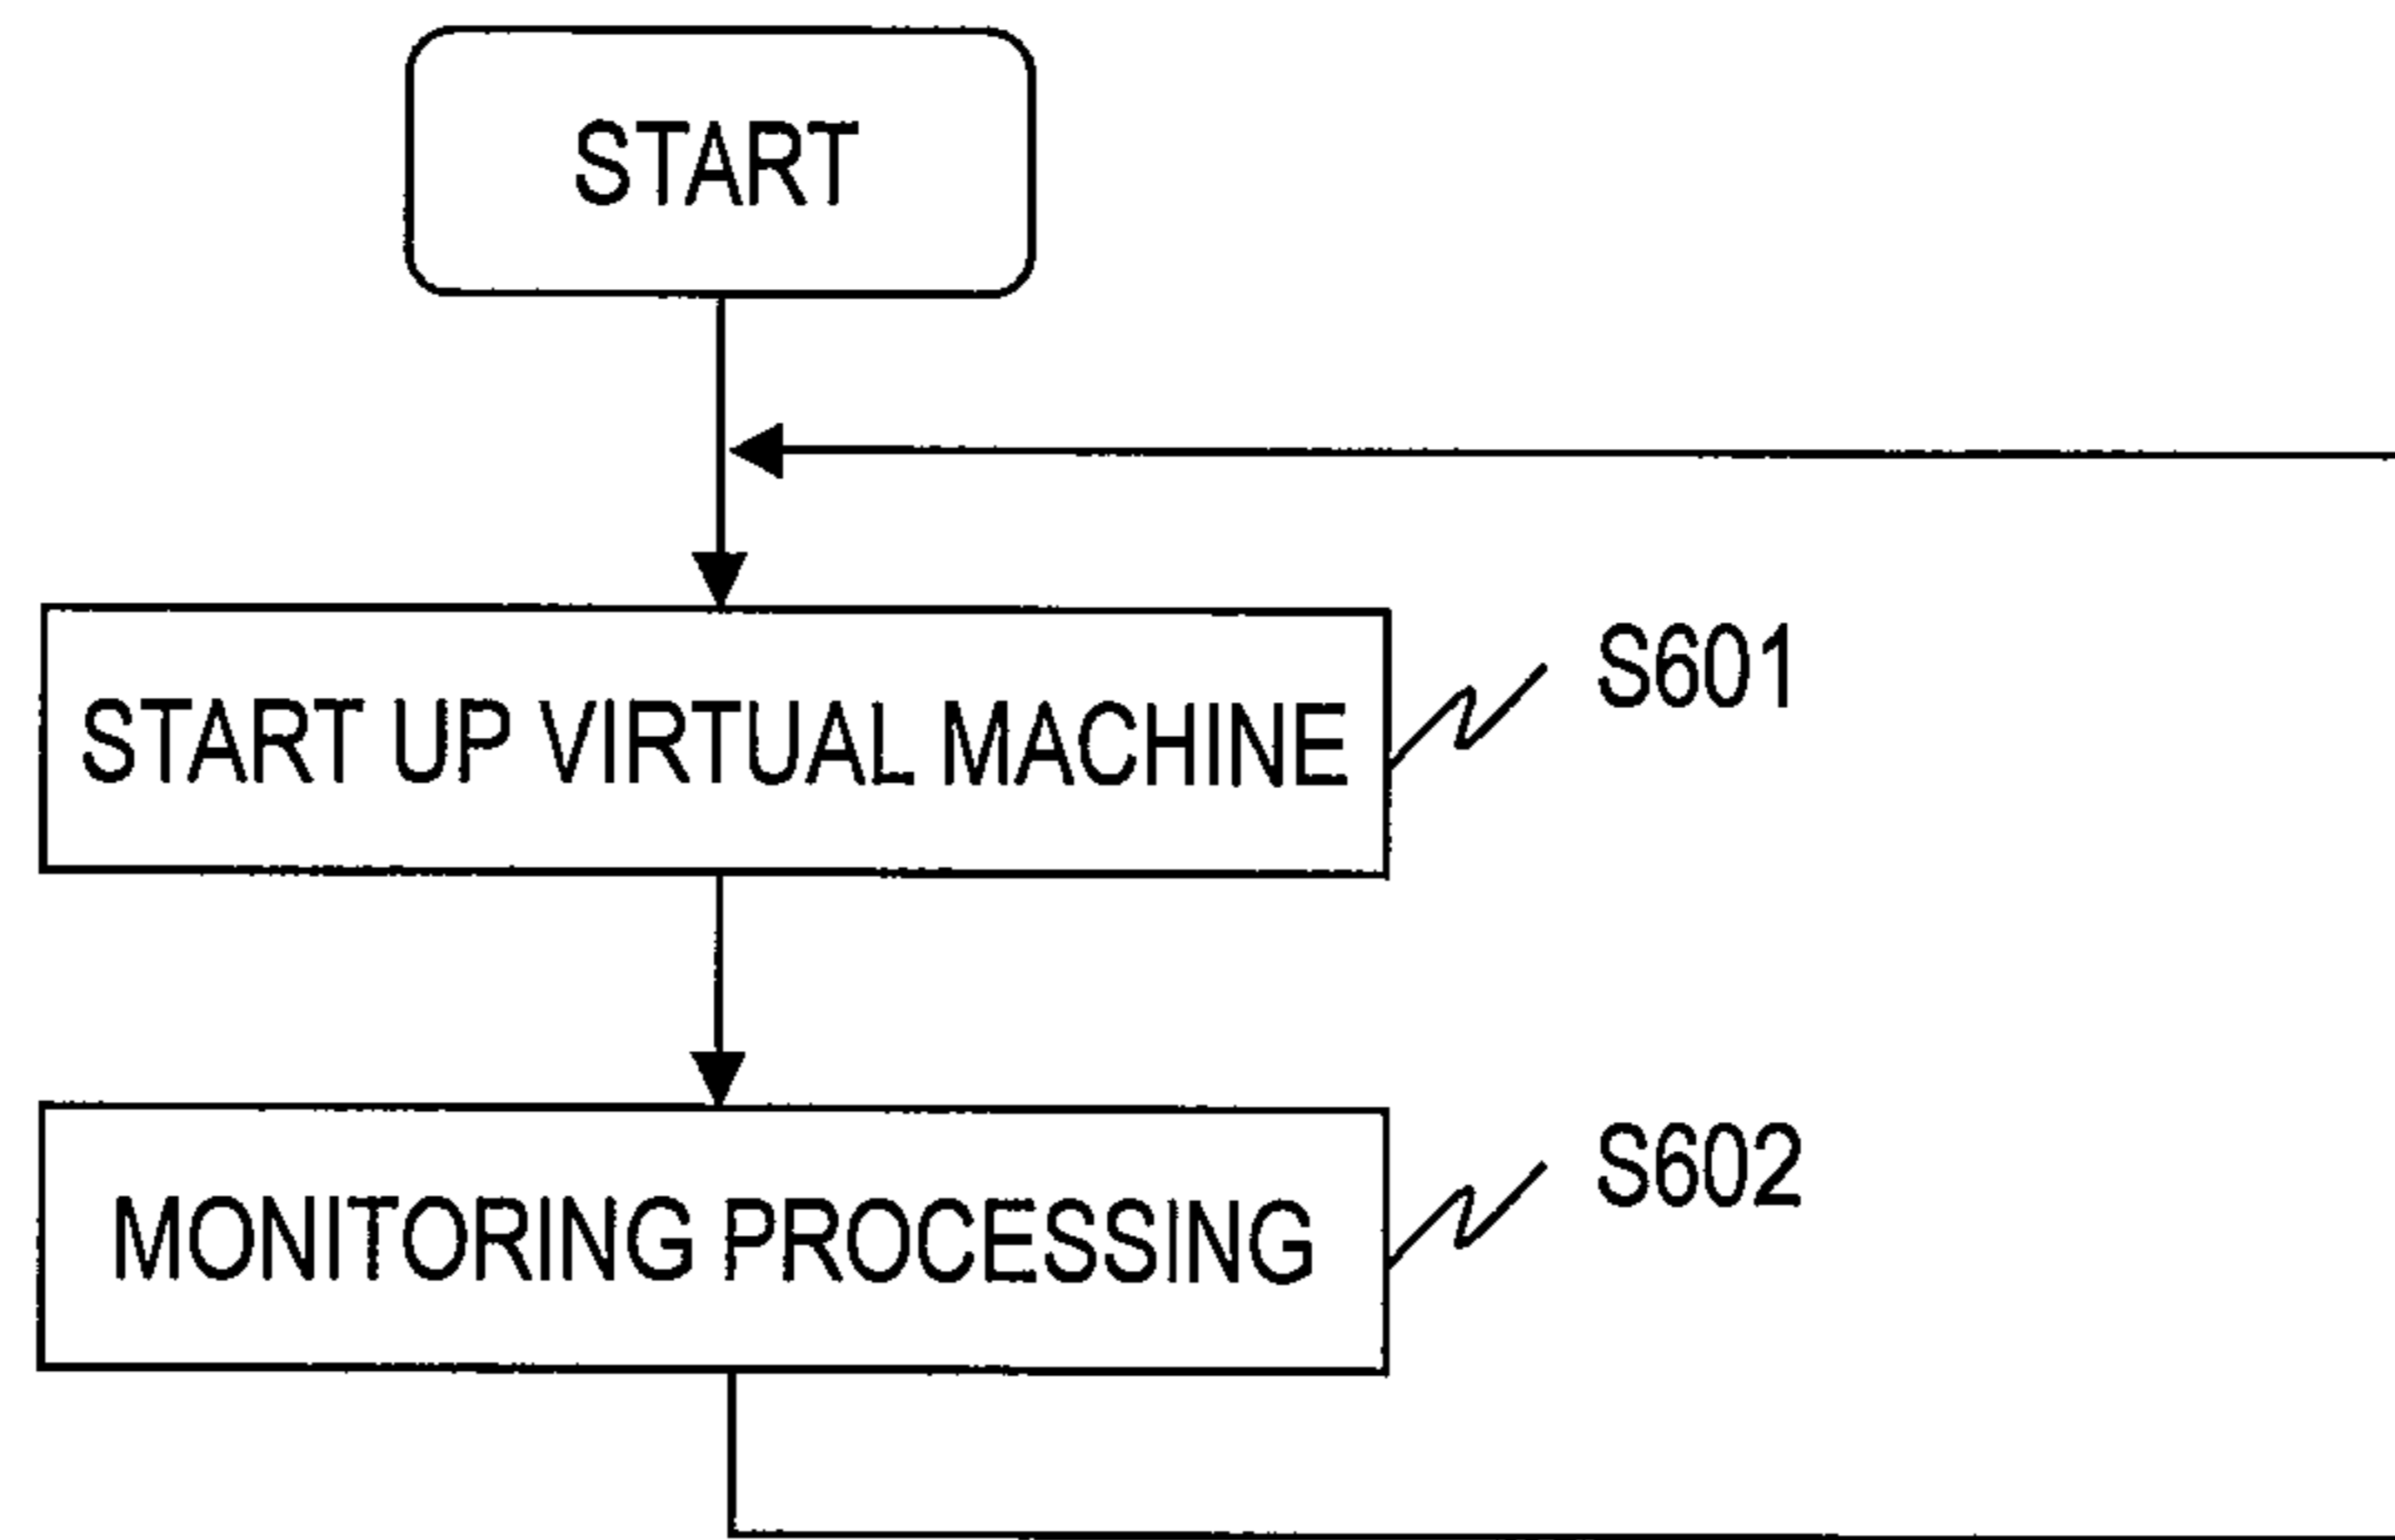 START
S601
START UP VIRTUAL MACHINE
S602
MONITORING PROCESSING